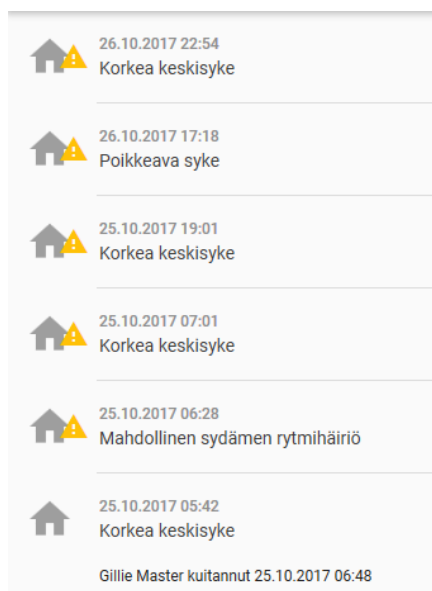 26.10.2017 22:54
Korkea keskisyke
26.10.2017 17:18
Poikkeava syke
25.10.2017 19:01
Korkea keskisyke
25.10.2017 07:01
Korkea keskisyke
25.10.2017 06:28
Mahdollinen sydämen rytmihäiriö
25.10.2017 05:42
Korkea keskisyke
Gillie Master kuitannut 25.10.2017 06:48